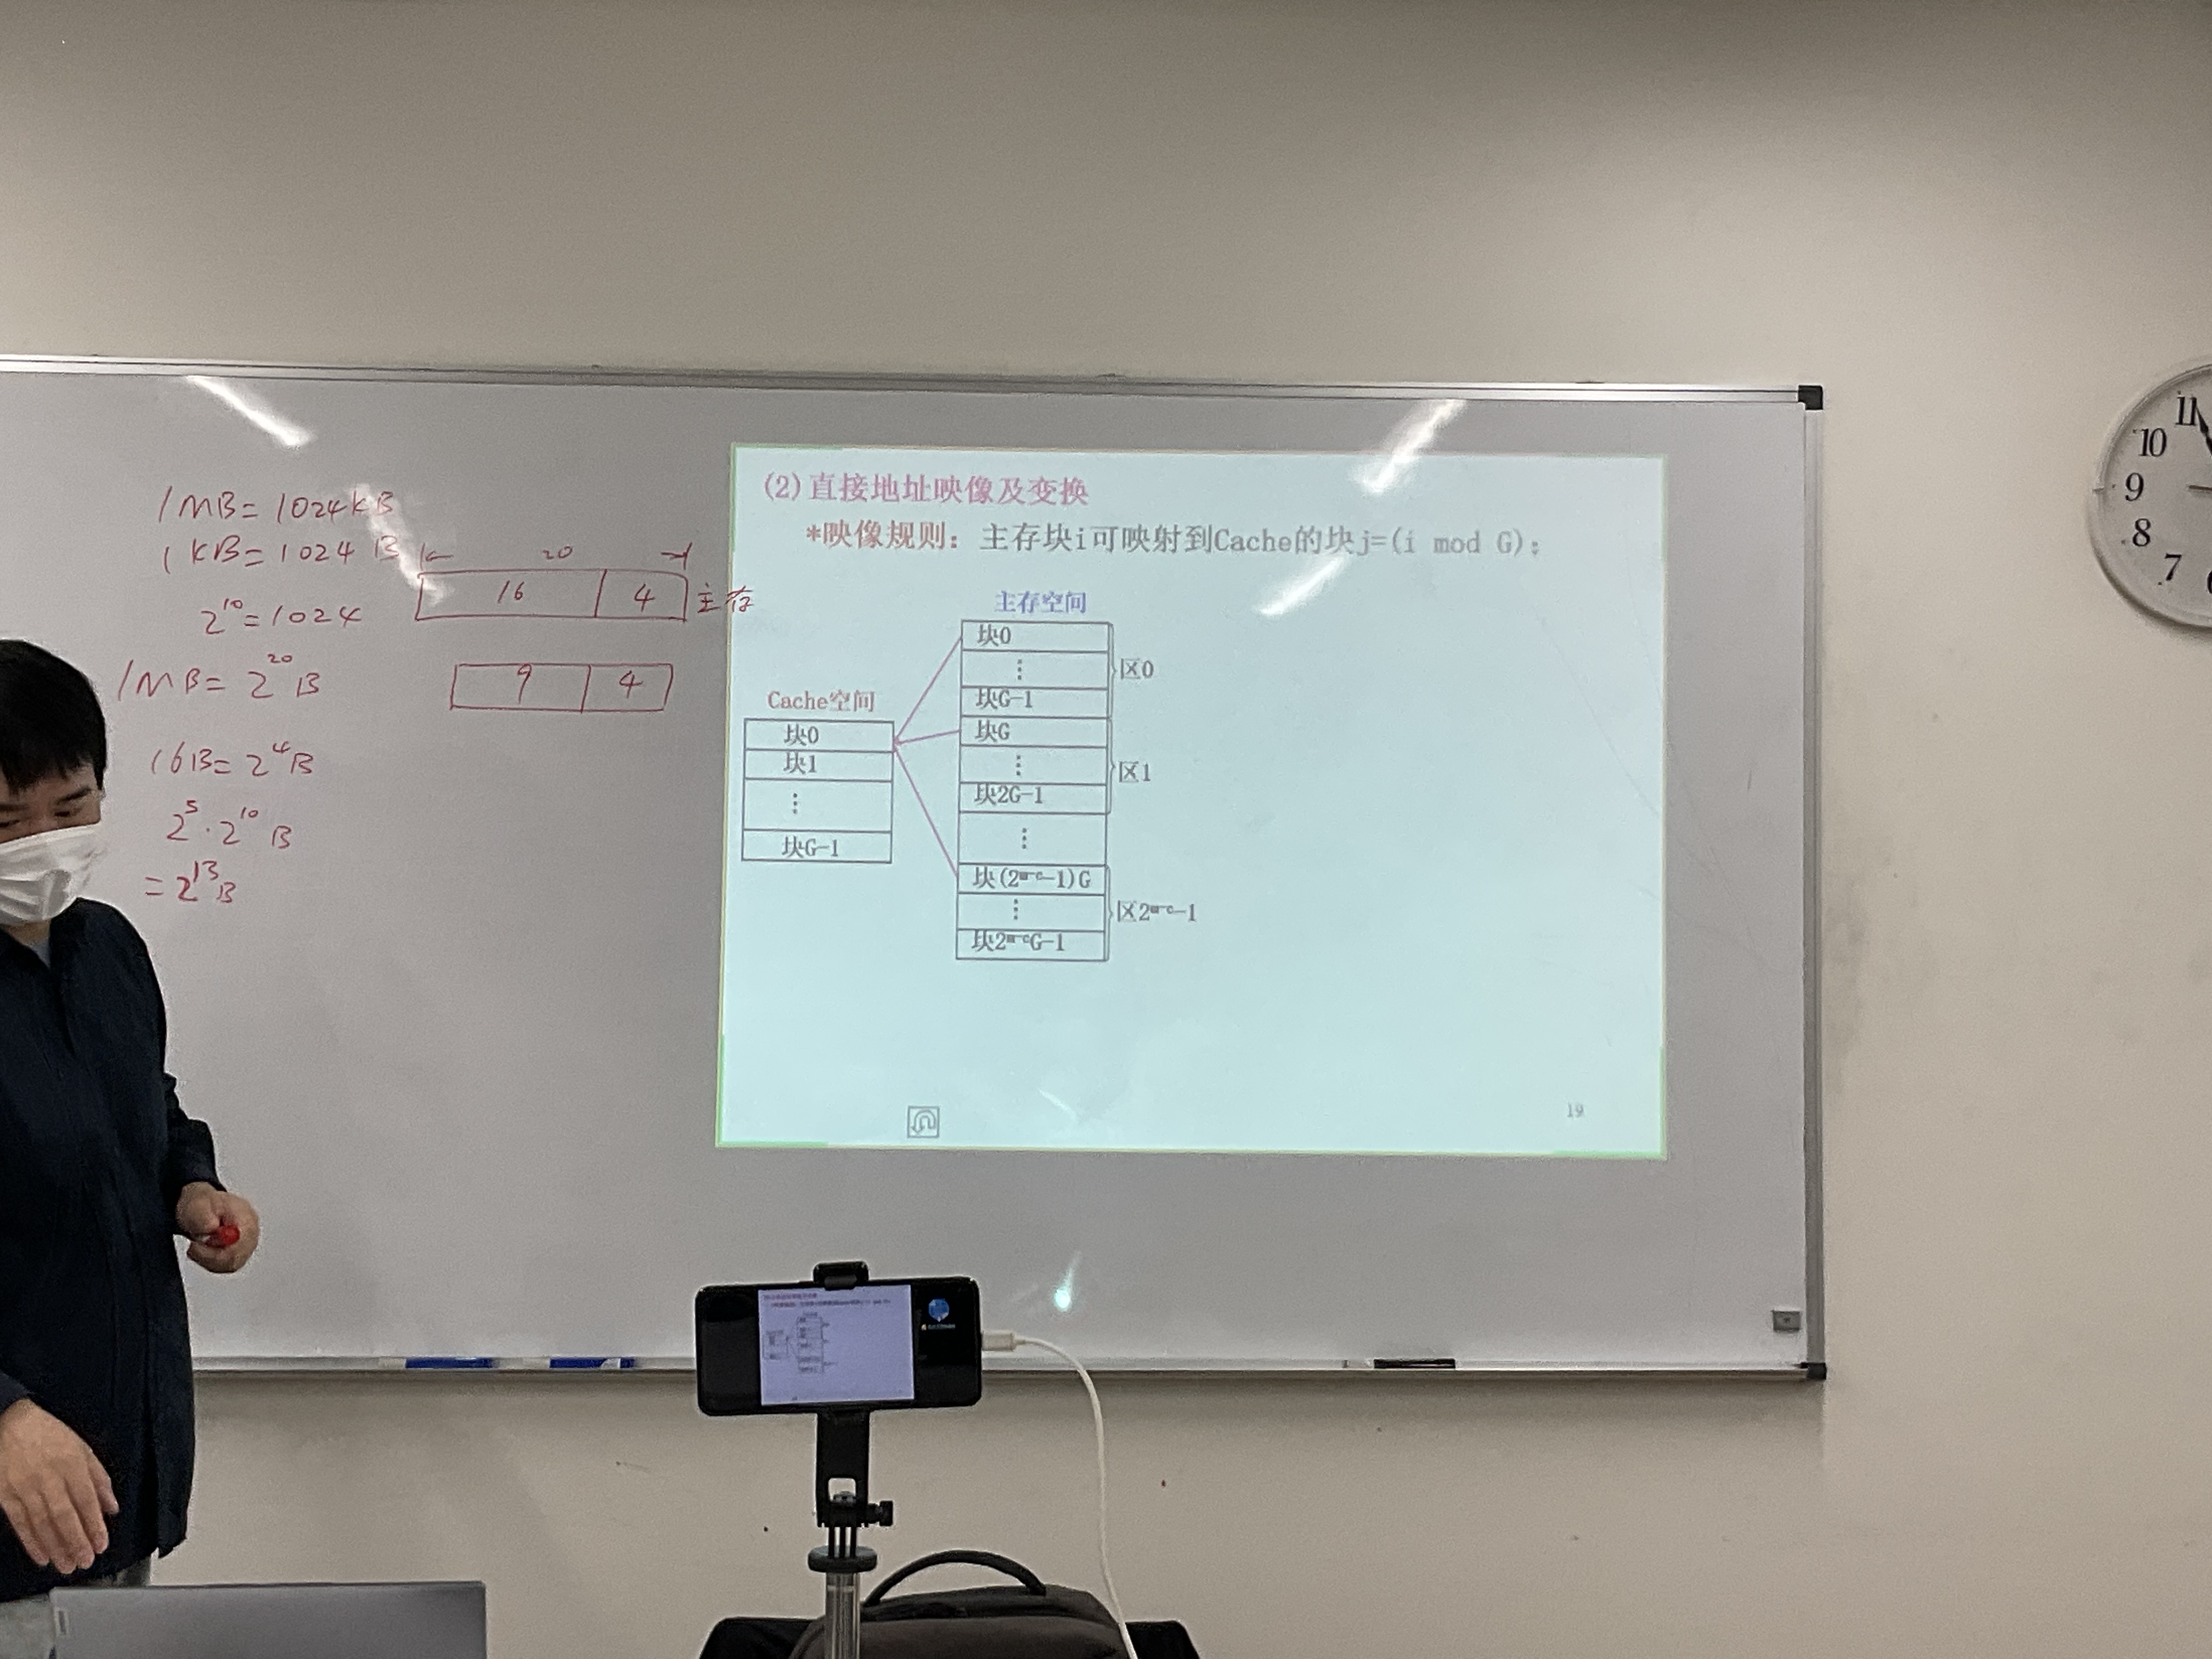 1MB=1024KB
1KB=1024B
2^10=1024
1MB=2^20B
16B=2^4B
2^5·2^10B
=2^13B
20
16 4 主存
9 4
(2)直接地址映像及变换
*映像规则：主存块i可映射到Cache的块j=(i mod G)；
主存空间
块0
⋮
块G-1
区0
块G
⋮
块2G-1
区1
⋮
块(2^m-c-1)G
⋮
块2^m-cG-1
区2^m-c-1
Cache空间
块0
块1
⋮
块G-1
19
11
10
9
8
7